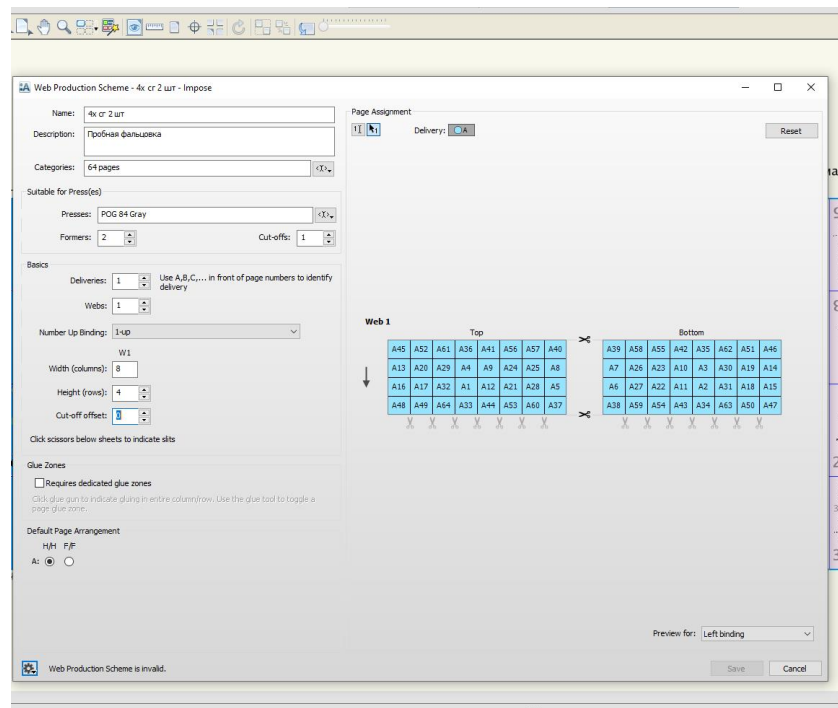 Web Production Scheme - 4x cr 2 шт - Impose
Name: 4x cr 2 шт
Description: Пробная фальцовка
Categories: 64 pages
Suitable for Press(es)
Presses: POG 84 Gray
Formers: 2 Cut-offs: 1
Basics
Deliveries: 1 Use A,B,C,... in front of page numbers to identify
delivery
Webs: 1
Number Up Binding: 1-up
W1
Width (columns): 8
Height (rows): 4
Cut-off offset: 0
Click scissors below sheets to indicate slits
Glue Zones
Requires dedicated glue zones
Click glue gun to indicate gluing in entire column/row. Use the glue tool to toggle a
page glue zone.
Default Page Arrangement
H/H F/F
A:
Web Production Scheme is invalid.
Page Assignment
Delivery: A Reset
Web 1
Top Bottom
A45 A52 A61 A36 A41 A56 A57 A40 A39 A58 A55 A42 A35 A62 A51 A46
A13 A20 A29 A4 A9 A24 A25 A8 A7 A26 A23 A10 A3 A30 A19 A14
A16 A17 A32 A1 A12 A21 A28 A5 A6 A27 A22 A11 A2 A31 A18 A15
A48 A49 A64 A33 A44 A53 A60 A37 A38 A59 A54 A43 A34 A63 A50 A47
Preview for: Left binding
Save Cancel